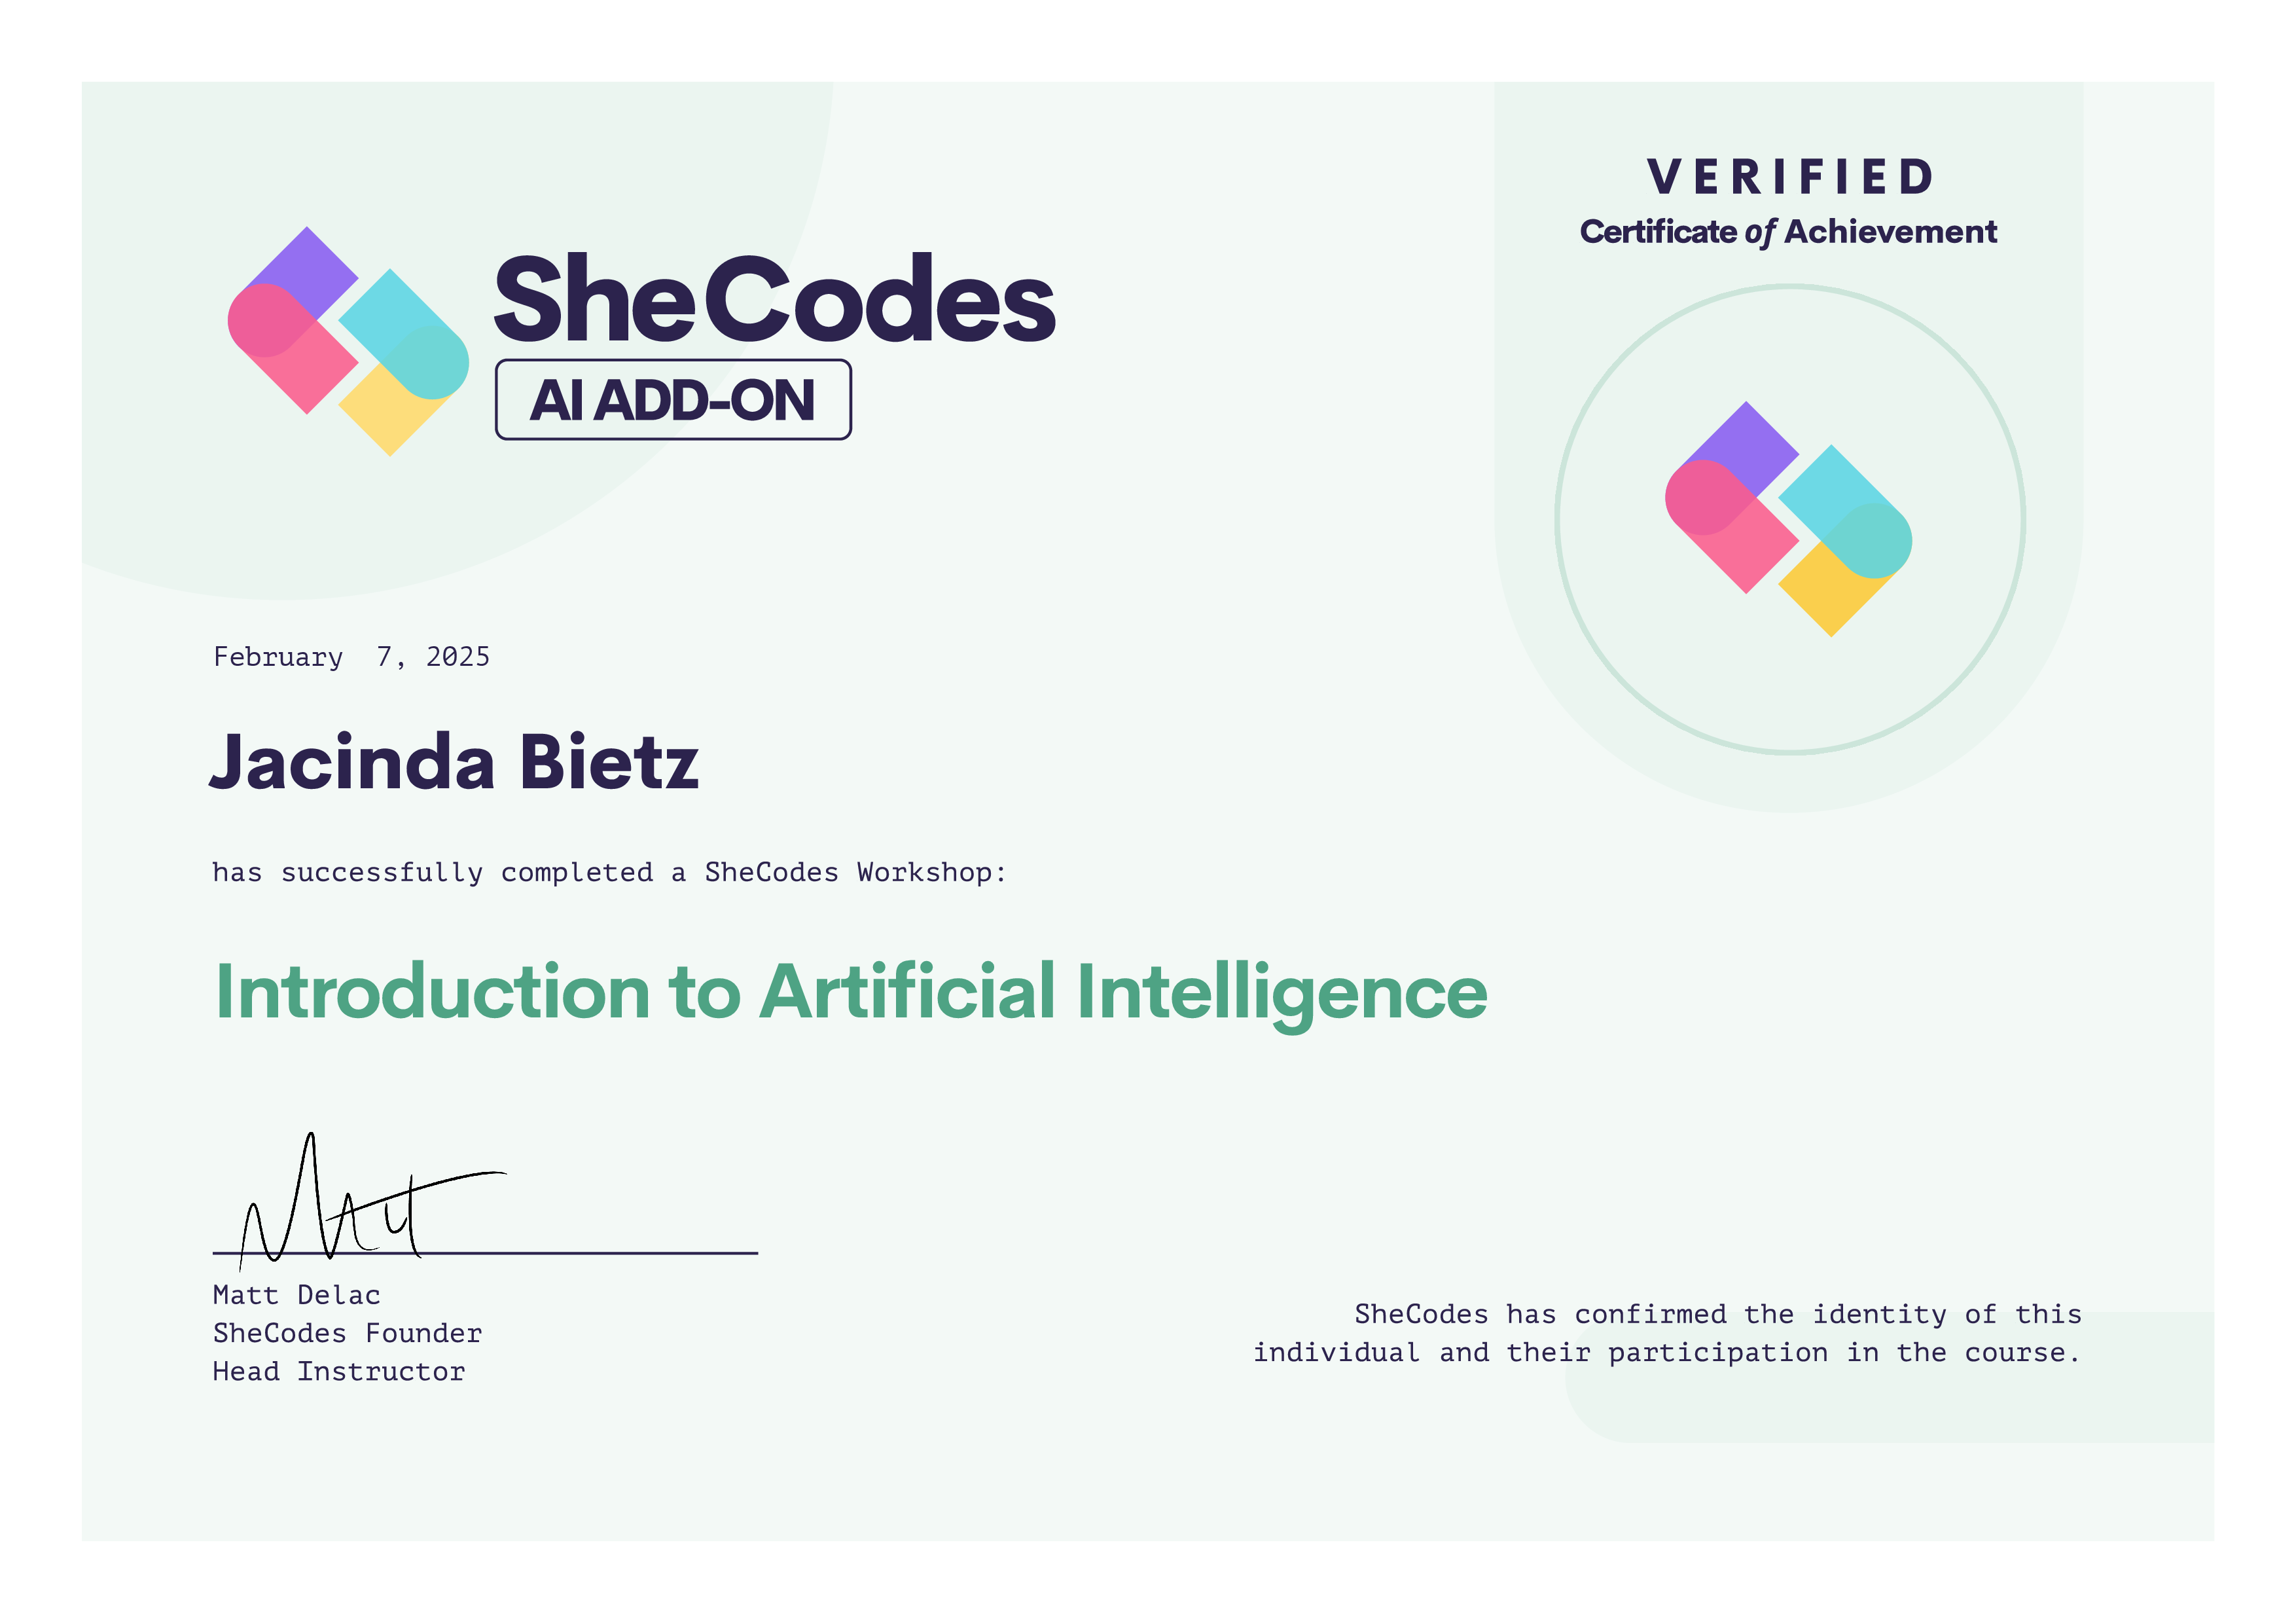 SheCodes
AI ADD-ON
VERIFIED
Certificate of Achievement
February  7, 2025
Jacinda Bietz
has successfully completed a SheCodes Workshop:
Introduction to Artificial Intelligence
Matt
Matt Delac
SheCodes Founder
Head Instructor
SheCodes has confirmed the identity of this
individual and their participation in the course.